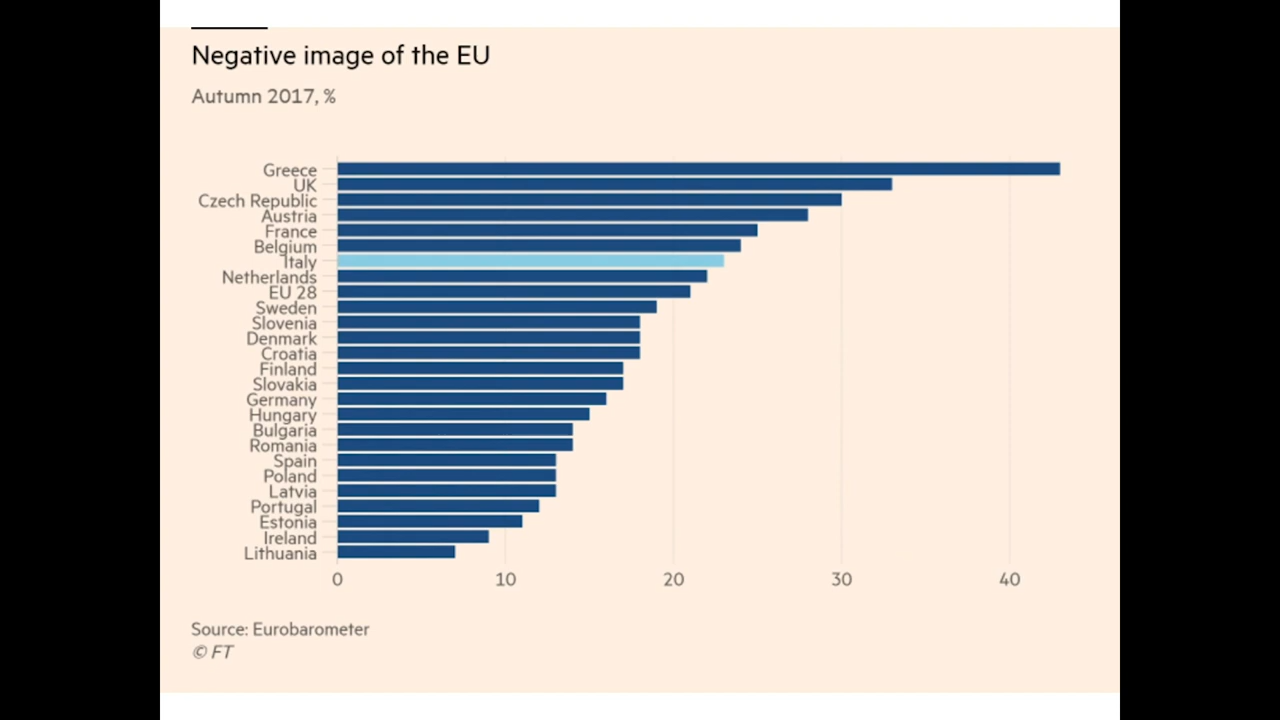 Negative image of the EU
Autumn 2017, %
Greece
UK
Czech Republic
Austria
France
Belgium
Italy
Netherlands
EU 28
Sweden
Slovenia
Denmark
Croatia
Finland
Slovakia
Germany
Hungary
Bulgaria
Romania
Spain
Poland
Latvia
Portugal
Estonia
Ireland
Lithuania
0 10 20 30 40
Source: Eurobarometer
© FT